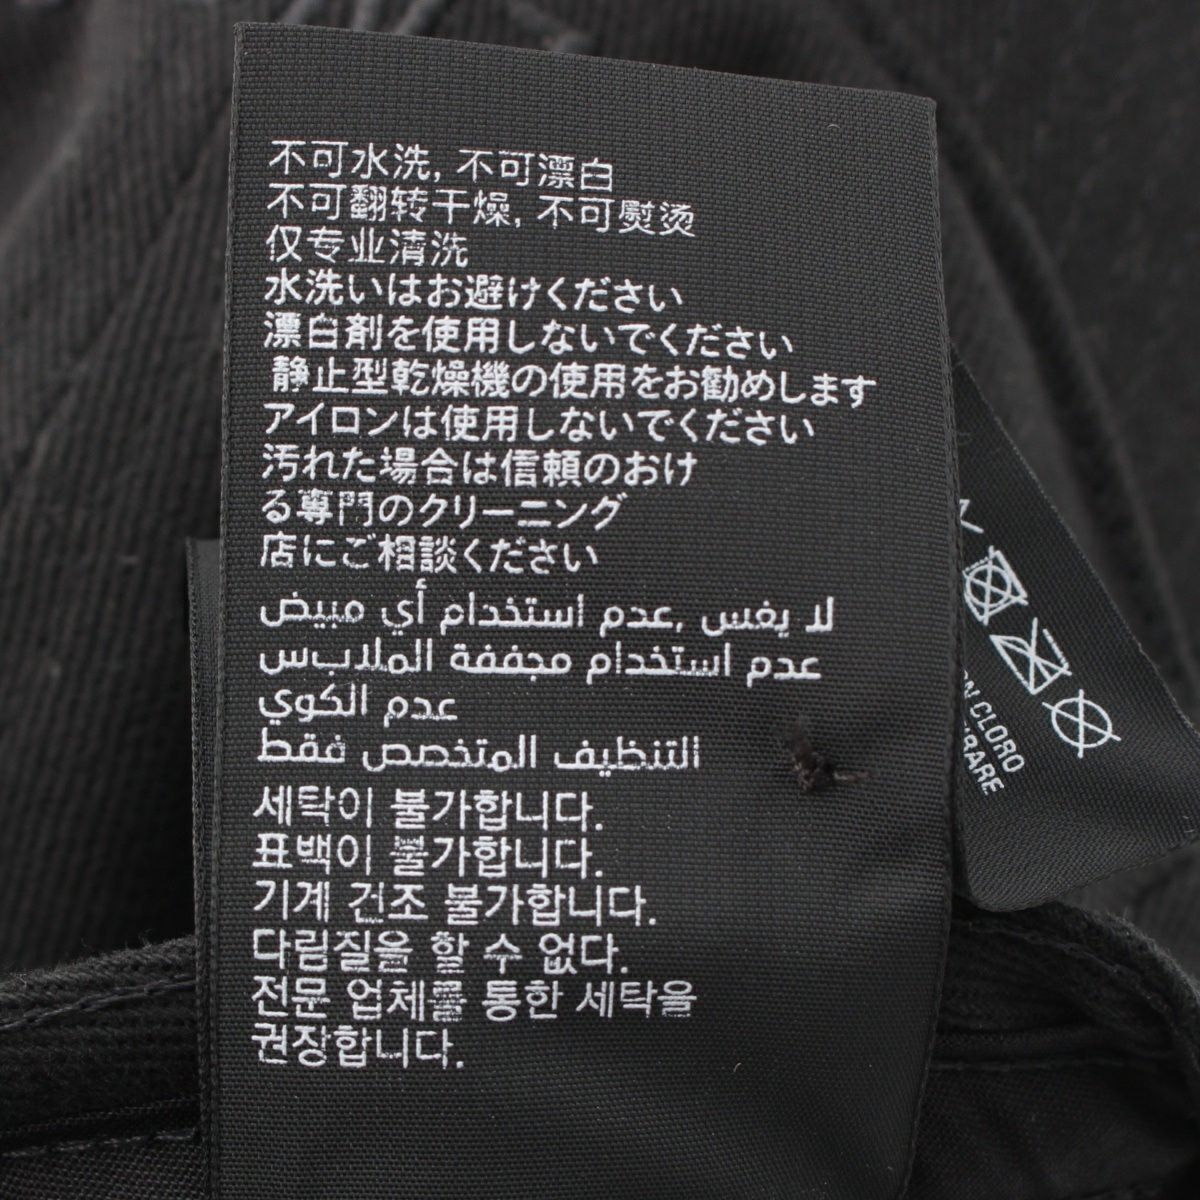 不可水洗, 不可漂白
不可翻转干燥, 不可熨烫
仅专业清洗
水洗いはお避けください
漂白剤を使用しないでください
静止型乾燥機の使用をお勧めします
アイロンは使用しないでください
汚れた場合は信頼のおけ
る専門のクリーニング
店にご相談ください
لا يغس ,عدم استخدام أي مبيض
عدم استخدام مجففة الملابس
عدم الكوي
التنظيف المتخصص فقط
세탁이 불가합니다.
표백이 불가합니다.
기계 건조 불가합니다.
다림질을 할 수 없다.
전문 업체를 통한 세탁을
권장합니다.
CLORO